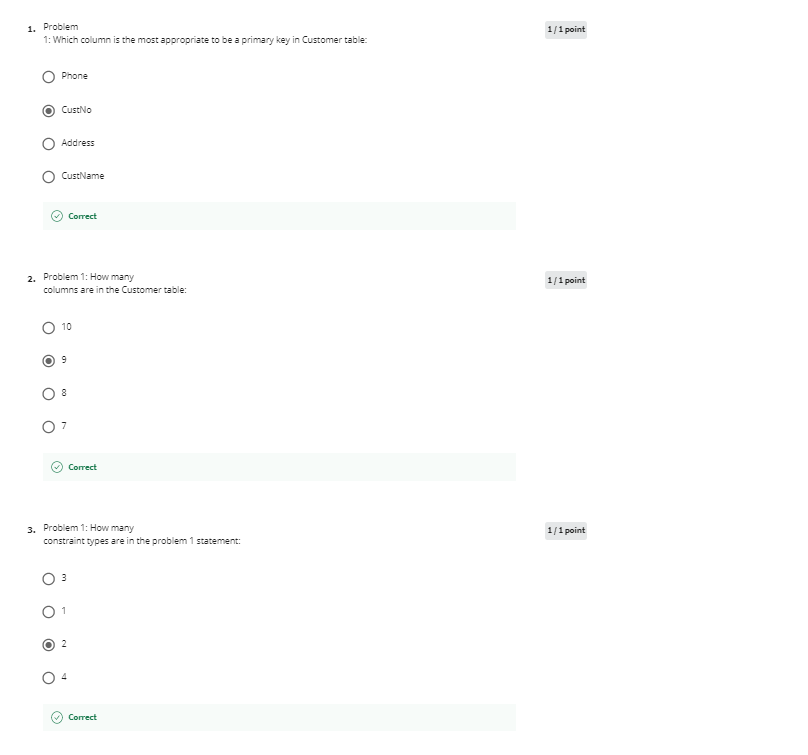 1. Problem
1: Which column is the most appropriate to be a primary key in Customer table:
1 / 1 point
Phone
CustNo
Address
CustName
Correct
2. Problem 1: How many
columns are in the Customer table:
1 / 1 point
10
9
8
7
Correct
3. Problem 1: How many
constraint types are in the problem 1 statement:
1 / 1 point
3
1
2
4
Correct